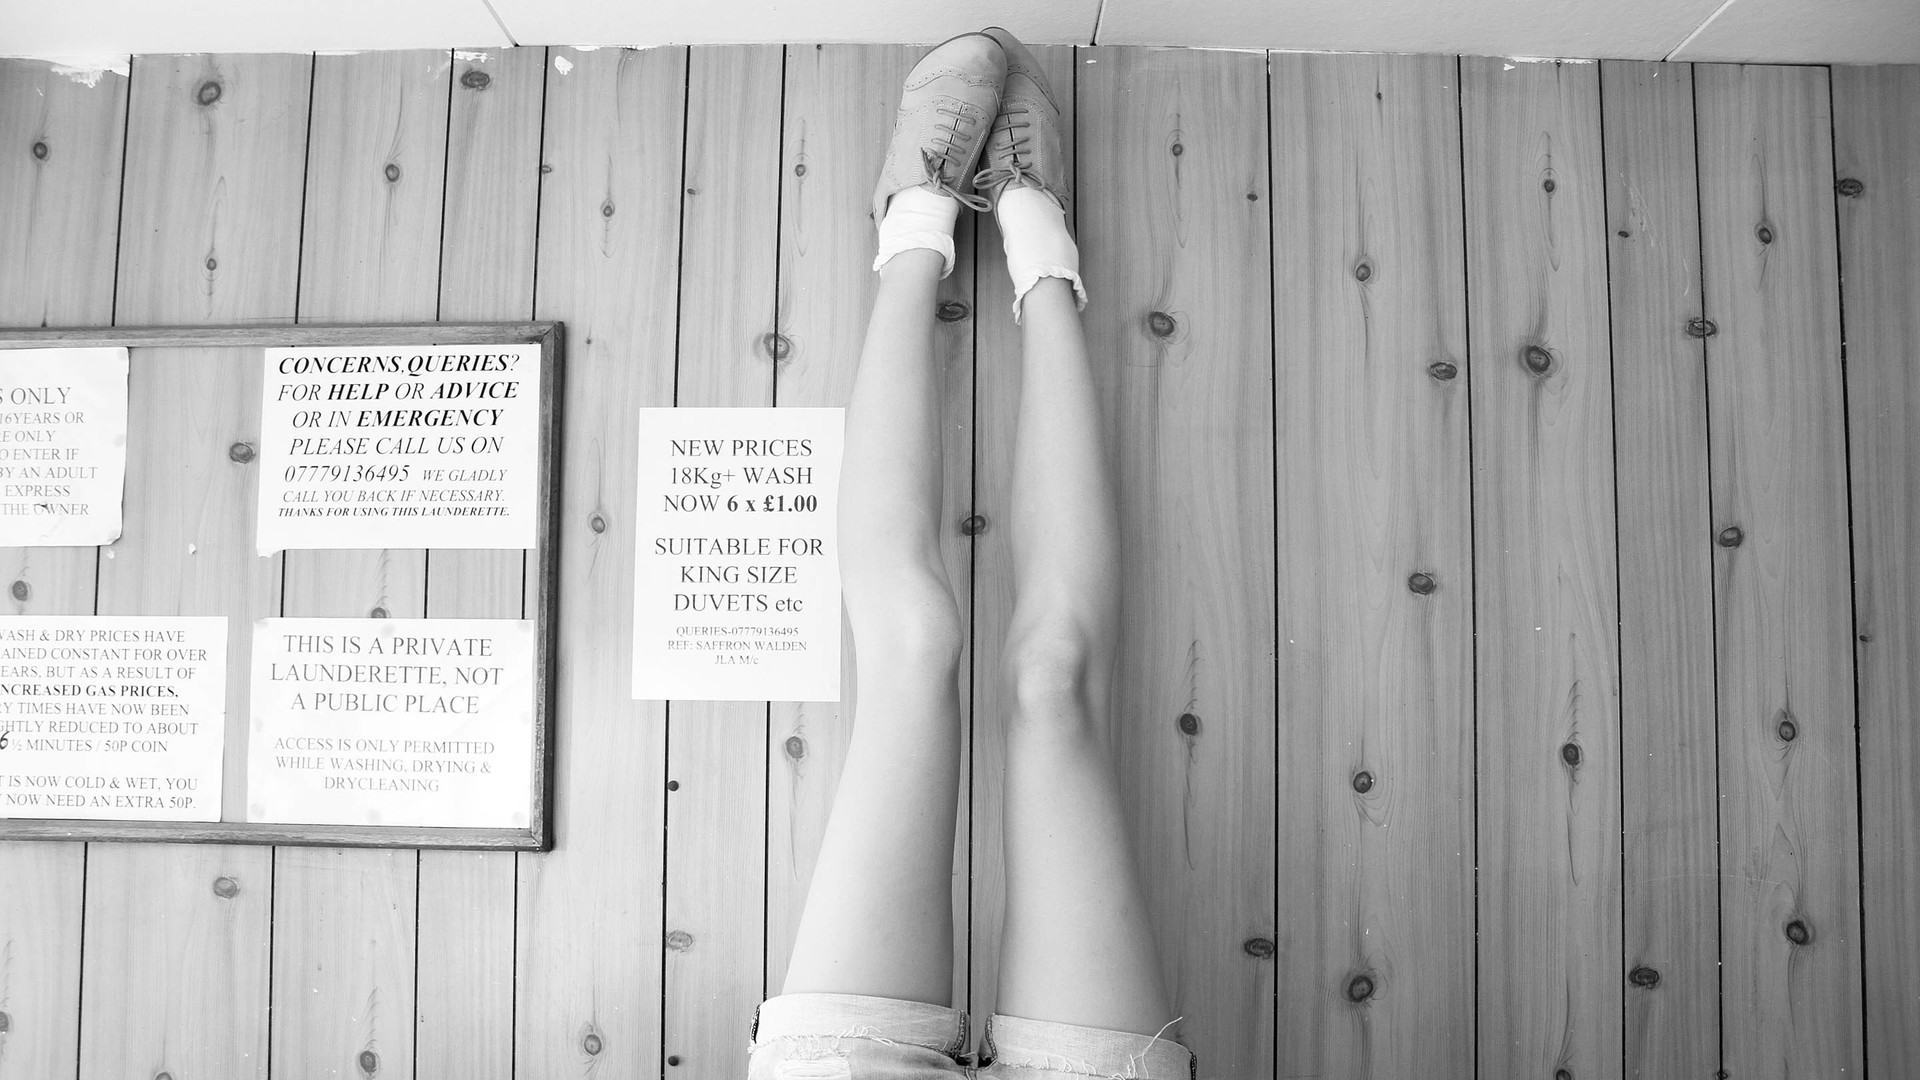 S ONLY
16YEARS OR
RE ONLY
O ENTER IF
BY AN ADULT
EXPRESS
THE OWNER
CONCERNS,QUERIES?
FOR HELP OR ADVICE
OR IN EMERGENCY
PLEASE CALL US ON
07779136495 WE GLADLY
CALL YOU BACK IF NECESSARY.
THANKS FOR USING THIS LAUNDERETTE.
WASH & DRY PRICES HAVE
AINED CONSTANT FOR OVER
EARS, BUT AS A RESULT OF
NCREASED GAS PRICES,
RY TIMES HAVE NOW BEEN
GHTLY REDUCED TO ABOUT
6 ½ MINUTES / 50P COIN
T IS NOW COLD & WET, YOU
NOW NEED AN EXTRA 50P.
THIS IS A PRIVATE
LAUNDERETTE, NOT
A PUBLIC PLACE
ACCESS IS ONLY PERMITTED
WHILE WASHING, DRYING &
DRYCLEANING
NEW PRICES
18Kg+ WASH
NOW 6 x £1.00
SUITABLE FOR
KING SIZE
DUVETS etc
QUERIES-07779136495
REF: SAFFRON WALDEN
JLA M/c